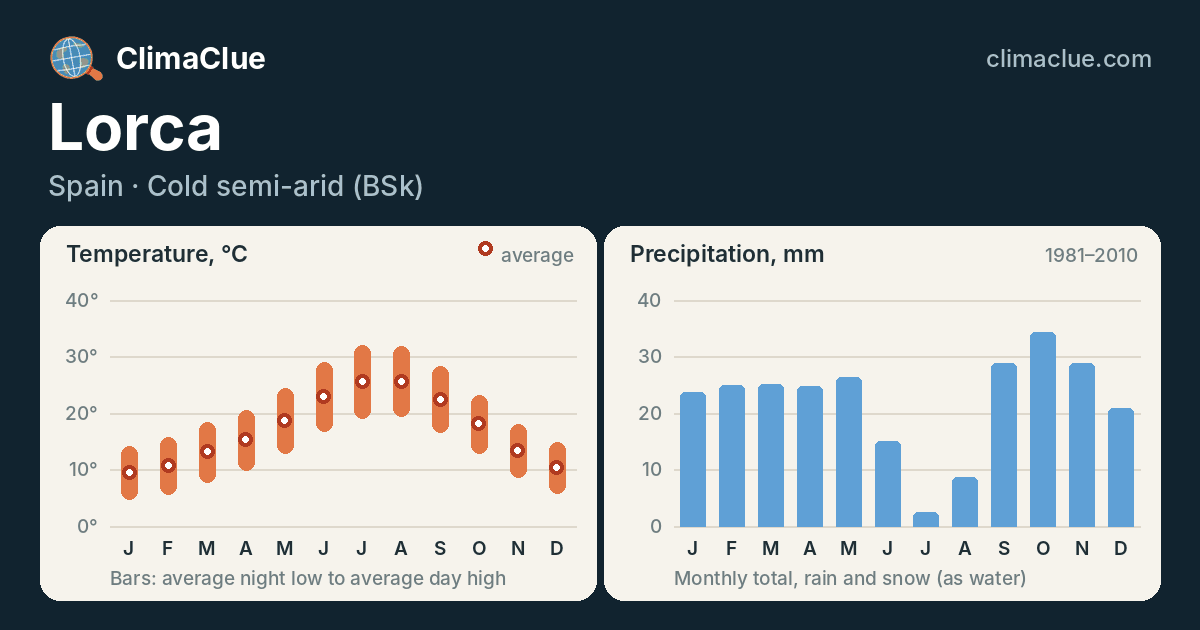 ClimaClue
climaclue.com
Lorca
Spain · Cold semi-arid (BSk)
Temperature, °C
average
40°
30°
20°
10°
0°
J F M A M J J A S O N D
Bars: average night low to average day high
Precipitation, mm
1981–2010
40
30
20
10
0
J F M A M J J A S O N D
Monthly total, rain and snow (as water)